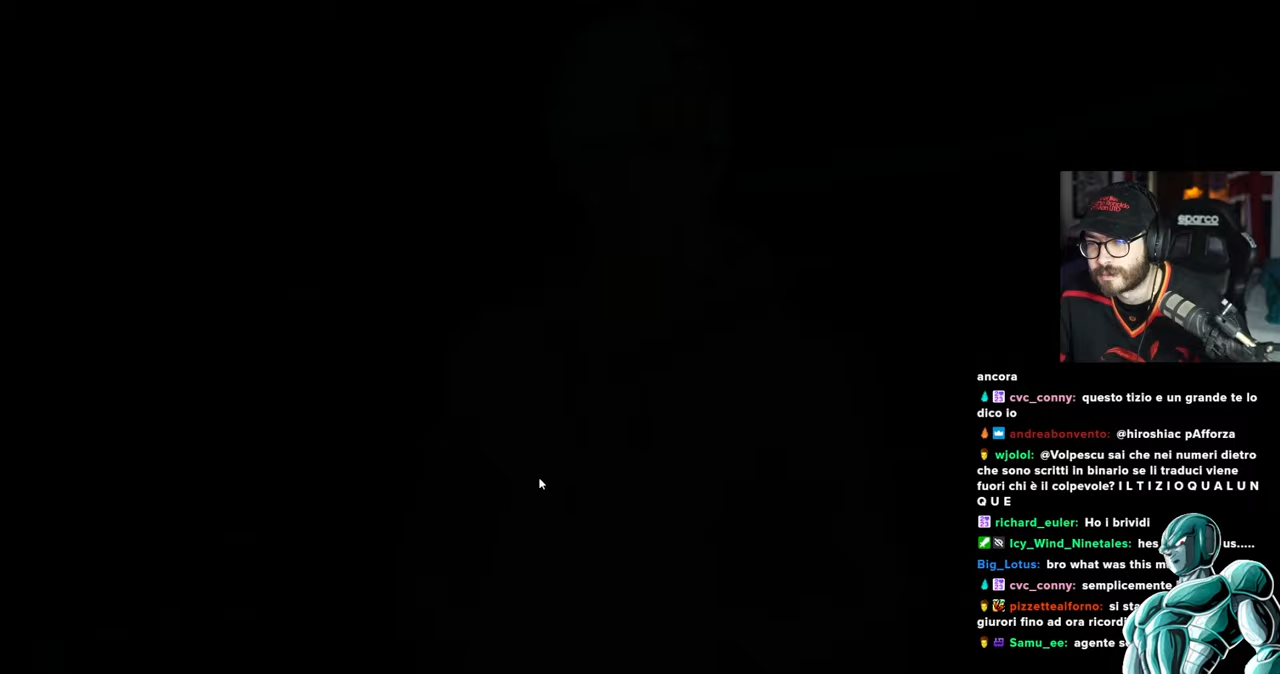 eparco
ancora
cvc_conny: questo tizio e un grande te lo
dico io
andreabonvento: @hiroshiac pAfforza
wjolol: @Volpescu sai che nei numeri dietro
che sono scritti in binario se li traduci viene
fuori chi è il colpevole? I L T I Z I O Q U A L U N
Q U E
richard_euler: Ho i brividi
Icy_Wind_Ninetales: hes us.....
Big_Lotus: bro what was this
cvc_conny: semplicemente
pizzettealforno: si
giurori fino ad ora
Samu_ee: agente